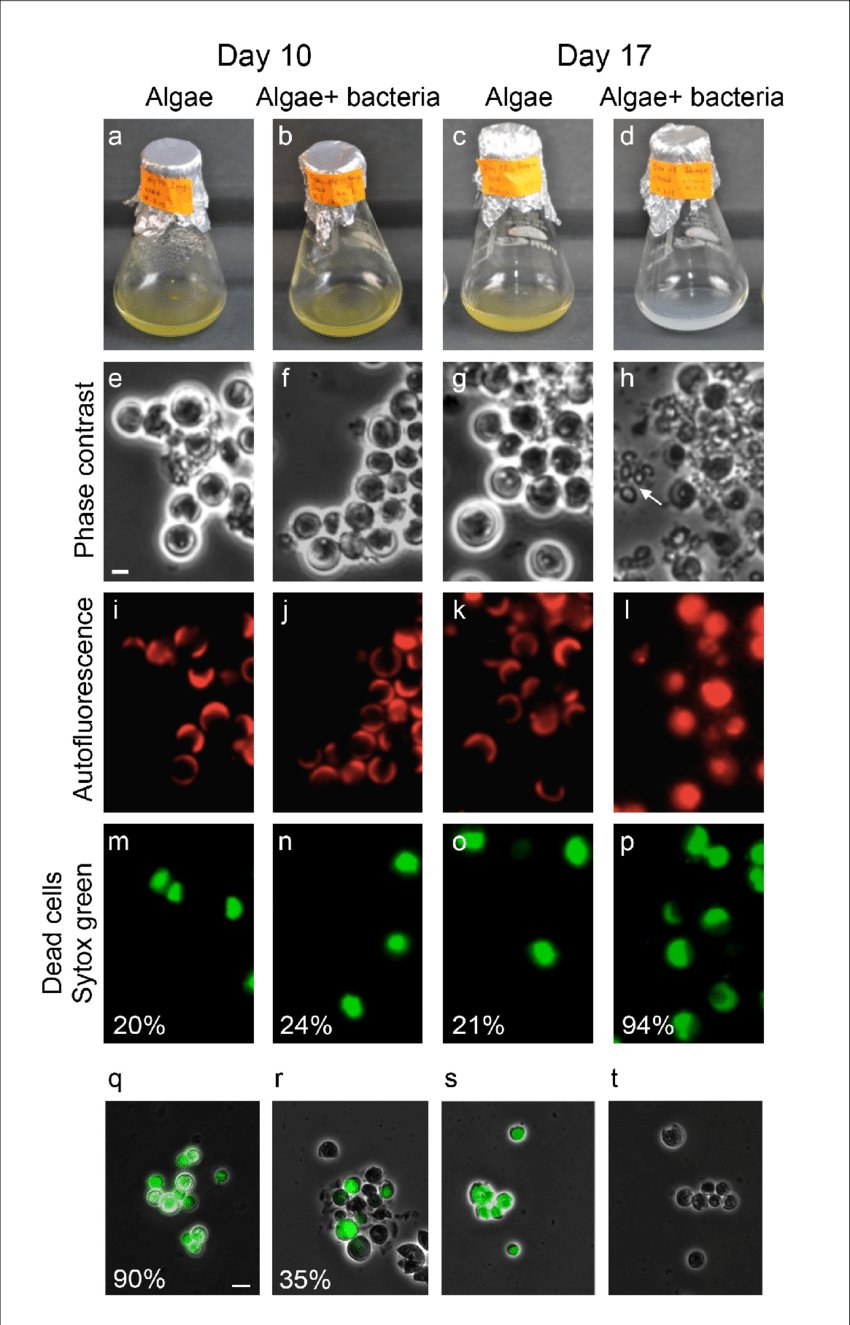 Day 10 Day 17
Algae Algae+ bacteria Algae Algae+ bacteria
a b c d
Phase contrast
e f g h
Autofluorescence
i j k l
Dead cells
Sytox green
m n o p
20% 24% 21% 94%
q r s t
90% 35%